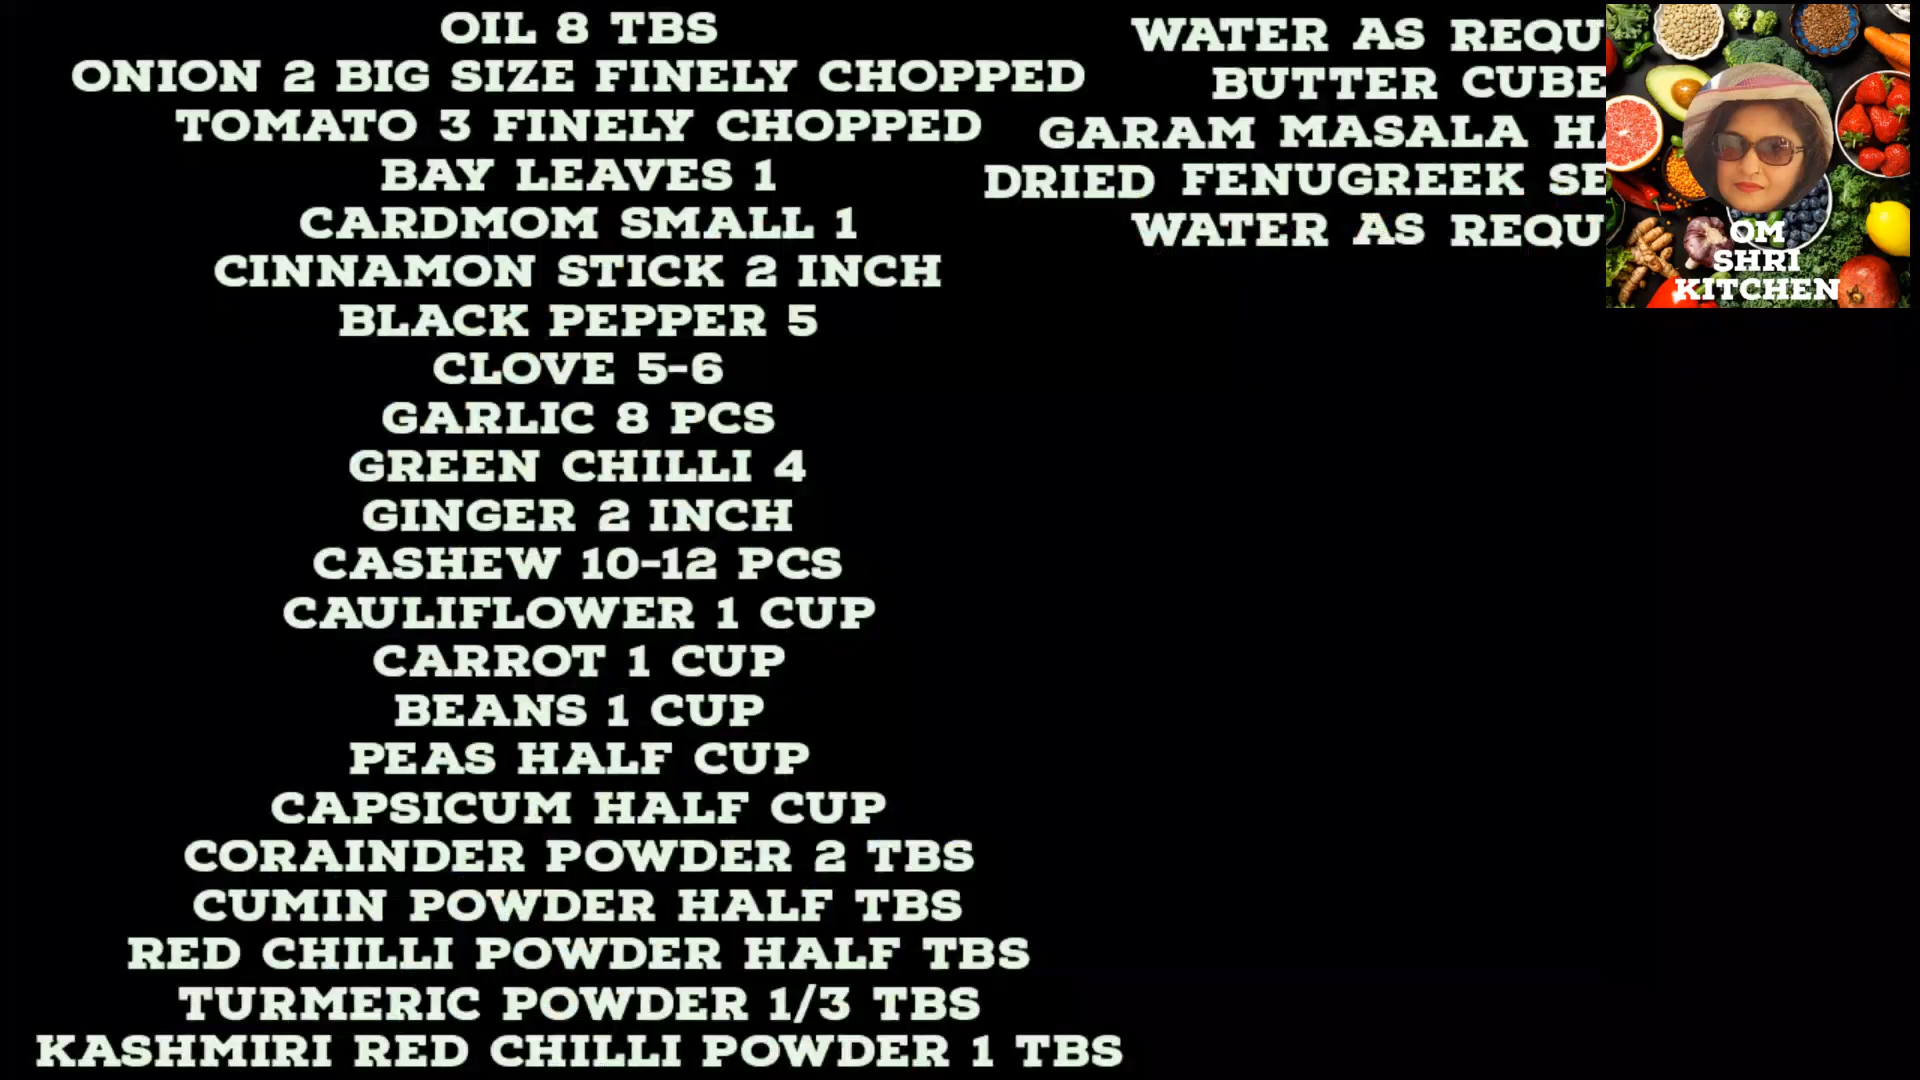 OIL 8 TBS
ONION 2 BIG SIZE FINELY CHOPPED
TOMATO 3 FINELY CHOPPED
BAY LEAVES 1
CARDMOM SMALL 1
CINNAMON STICK 2 INCH
BLACK PEPPER 5
CLOVE 5-6
GARLIC 8 PCS
GREEN CHILLI 4
GINGER 2 INCH
CASHEW 10-12 PCS
CAULIFLOWER 1 CUP
CARROT 1 CUP
BEANS 1 CUP
PEAS HALF CUP
CAPSICUM HALF CUP
CORAINDER POWDER 2 TBS
CUMIN POWDER HALF TBS
RED CHILLI POWDER HALF TBS
TURMERIC POWDER 1/3 TBS
KASHMIRI RED CHILLI POWDER 1 TBS
WATER AS
BUTTER
GARAM MASALA
DRIED FENUGREEK
WATER AS
OM
SHRI
KITCHEN